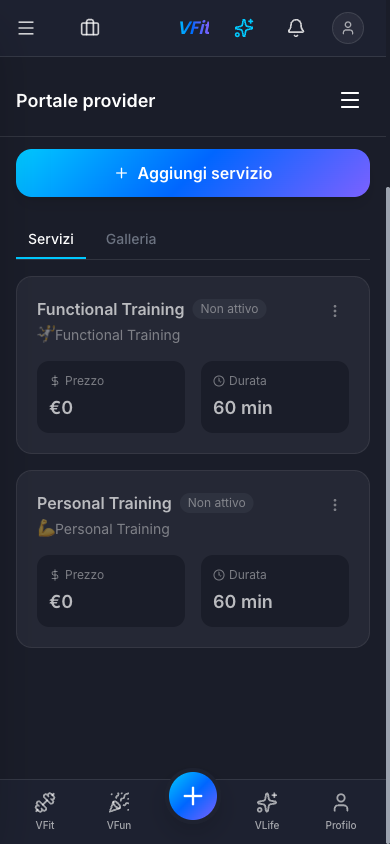 VFit
Portale provider
Aggiungi servizio
Servizi
Galleria
Functional Training
Non attivo
Functional Training
Prezzo
€0
Durata
60 min
Personal Training
Non attivo
Personal Training
Prezzo
€0
Durata
60 min
VFit
VFun
VLife
Profilo